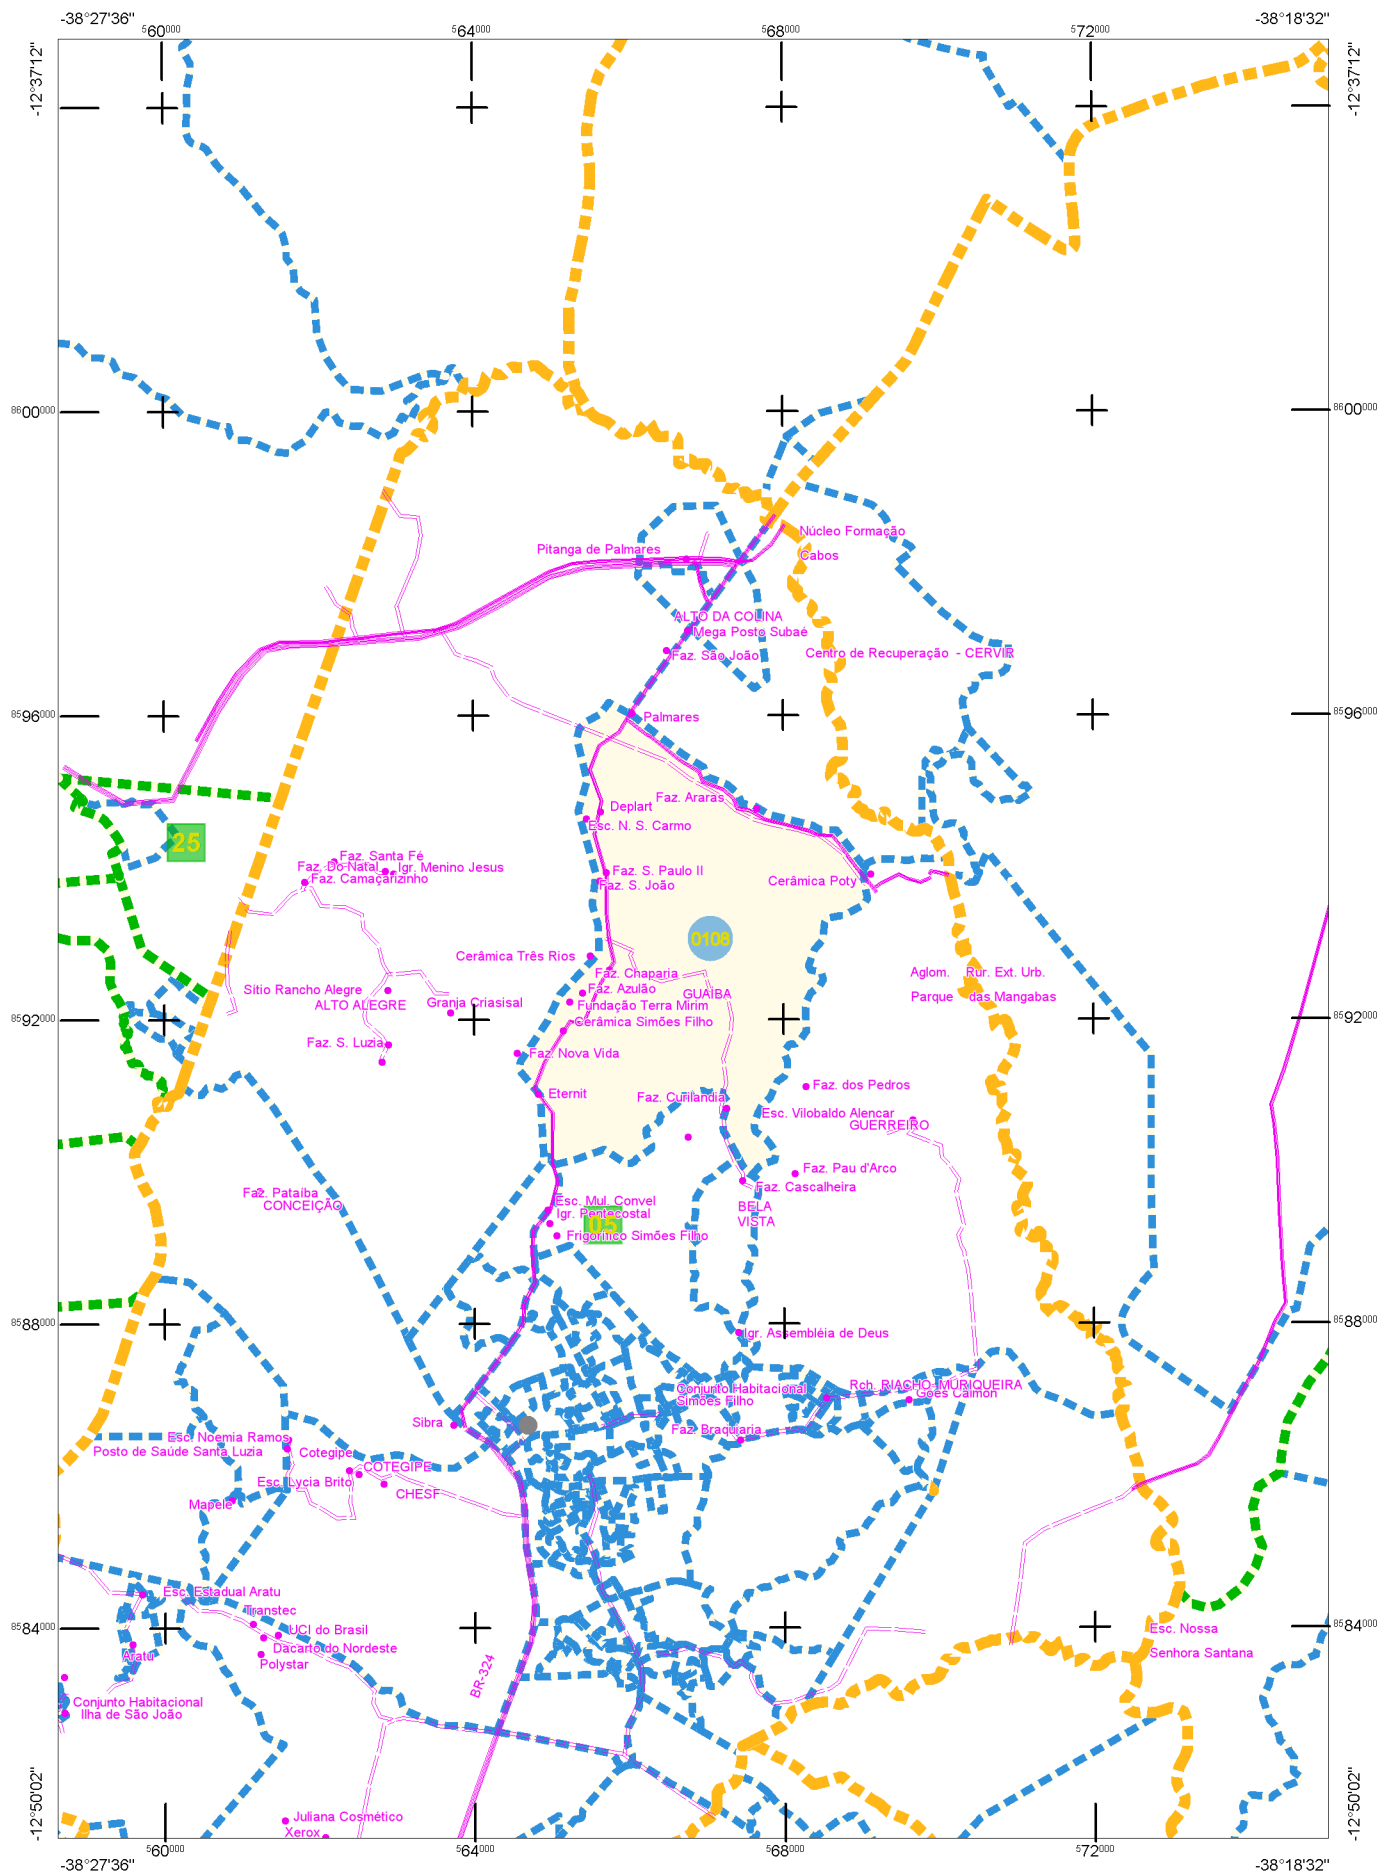 -38°27'36"
-38°18'32"
560000
564000
568000
572000
-12°37'12"
-12°37'12"
8600000
8600000
Núcleo Formação
Cabos
Pitanga de Palmares
ALTO DA COLINA
Mega Posto Subaé
Faz. São João
Centro de Recuperação - CERVIR
8596000
8596000
Palmares
Faz. Araras
Deplart
Esc. N. S. Carmo
25
Faz. Santa Fé
Faz. Do Natal
Igr. Menino Jesus
Faz. Camaçarizinho
Faz. S. Paulo II
Faz. S. João
Cerâmica Poty
0108
Cerâmica Três Rios
Faz. Chaparia
Aglom. Rur. Ext. Urb.
Parque das Mangabas
Sítio Rancho Alegre
ALTO ALEGRE
Granja Criasisal
Faz. Azulão
GUAÍBA
Fundação Terra Mirim
Cerâmica Simões Filho
8592000
8592000
Faz. S. Luzia
Faz. Nova Vida
Eternit
Faz. dos Pedros
Faz. Curilandia
Esc. Vilobaldo Alencar
GUERREIRO
Faz. Pau d'Arco
Faz. Cascalheira
Faz. Pataíba
CONCEIÇÃO
Esc. Mul. Convel
Igr. Pentecostal
05
Frigorífico Simões Filho
BELA
VISTA
8588000
8588000
Igr. Assembléia de Deus
Conjunto Habitacional
Simões Filho
Rch. RIACHO MURIQUEIRA
Goes Calmon
Sibra
Faz. Braquiaria
Esc. Noemia Ramos
Posto de Saúde Santa Luzia
Cotegipe
COTEGIPE
Esc. Lycia Brito
CHESF
Mapele
Esc. Estadual Aratu
Transtec
8584000
8584000
UCI do Brasil
Dacarto do Nordeste
Polystar
Aratu
Esc. Nossa
Senhora Santana
BR-324
Conjunto Habitacional
Ilha de São João
Juliana Cosmético
Xerox
-12°50'02"
-12°50'02"
560000
564000
568000
572000
-38°27'36"
-38°18'32"